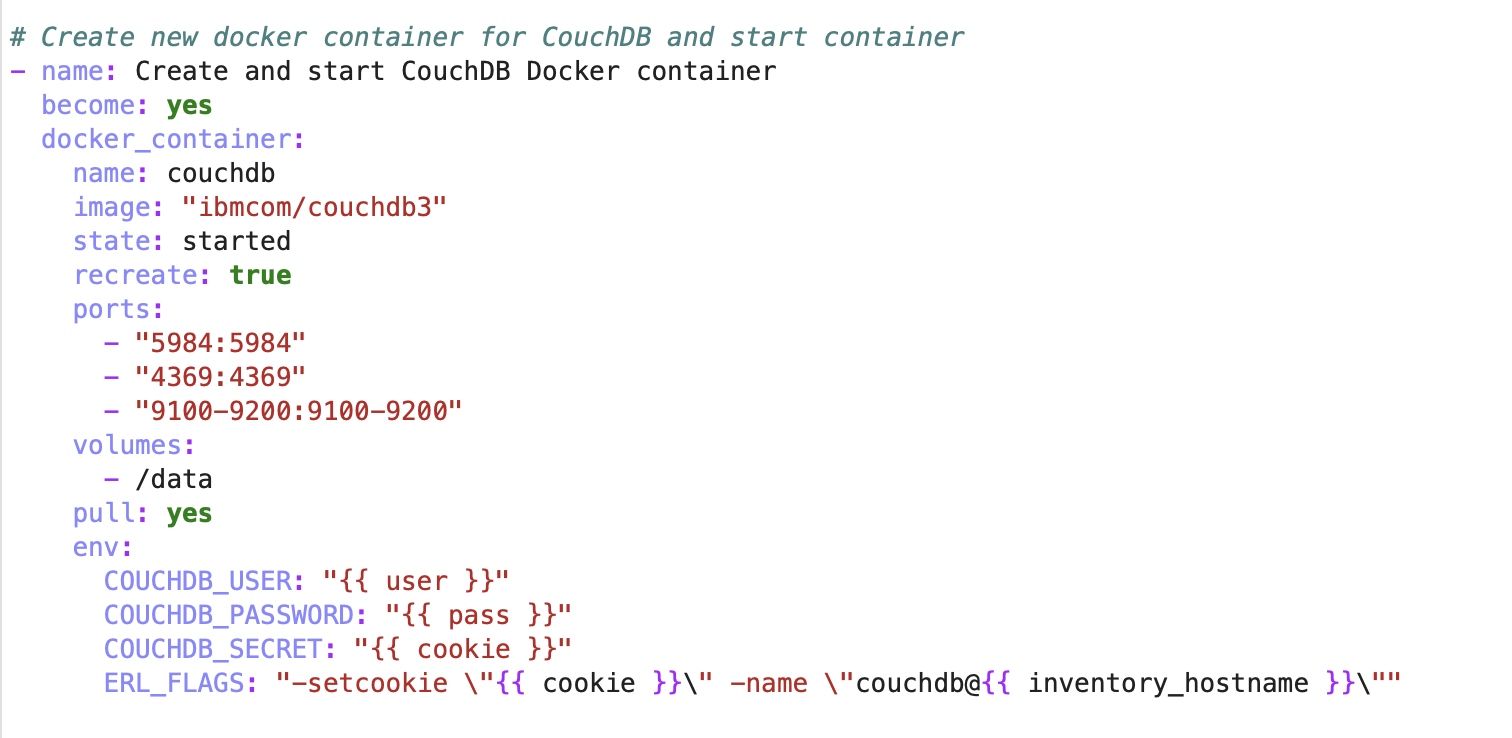 # Create new docker container for CouchDB and start container
- name: Create and start CouchDB Docker container
  become: yes
  docker_container:
    name: couchdb
    image: "ibmcom/couchdb3"
    state: started
    recreate: true
    ports:
      - "5984:5984"
      - "4369:4369"
      - "9100-9200:9100-9200"
    volumes:
      - /data
    pull: yes
    env:
      COUCHDB_USER: "{{ user }}"
      COUCHDB_PASSWORD: "{{ pass }}"
      COUCHDB_SECRET: "{{ cookie }}"
      ERL_FLAGS: "-setcookie \"{{ cookie }}\" -name \"couchdb@{{ inventory_hostname }}\""